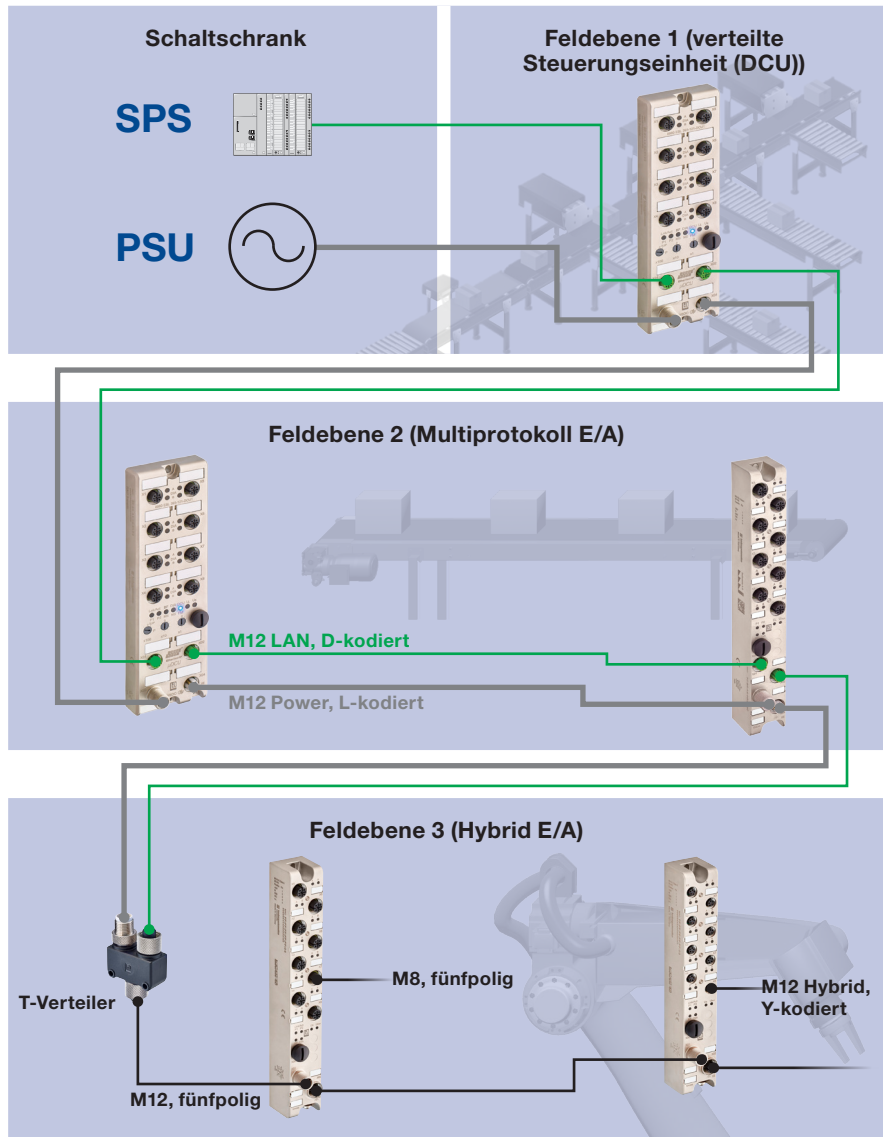 Schaltschrank
SPS
PSU
Feldebene 1 (verteilte
Steuerungseinheit (DCU))
Feldebene 2 (Multiprotokoll E/A)
M12 LAN, D-kodiert
M12 Power, L-kodiert
Feldebene 3 (Hybrid E/A)
T-Verteiler
M8, fünfpolig
M12 Hybrid,
Y-kodiert
M12, fünfpolig